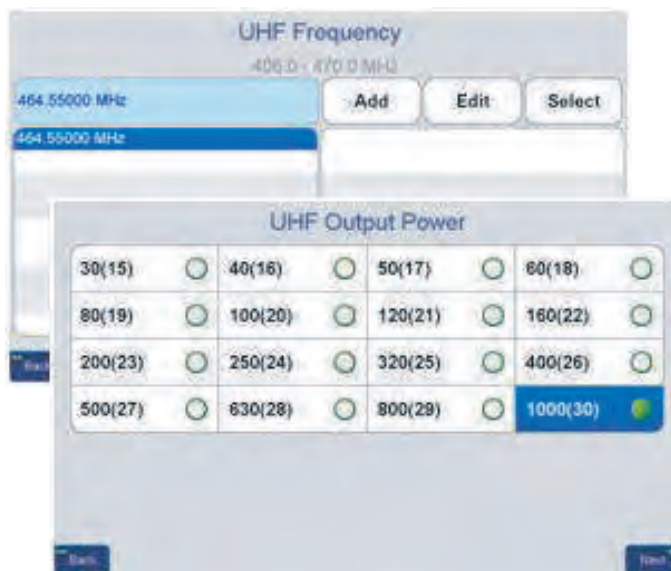 UHF Frequency
406.0 - 470.0 MHz
464.55000 MHz
Add
Edit
Select
464.55000 MHz
UHF Output Power
30(15) 40(16) 50(17) 60(18)
80(19) 100(20) 120(21) 160(22)
200(23) 250(24) 320(25) 400(26)
500(27) 630(28) 800(29) 1000(30)
Back
Back
Next